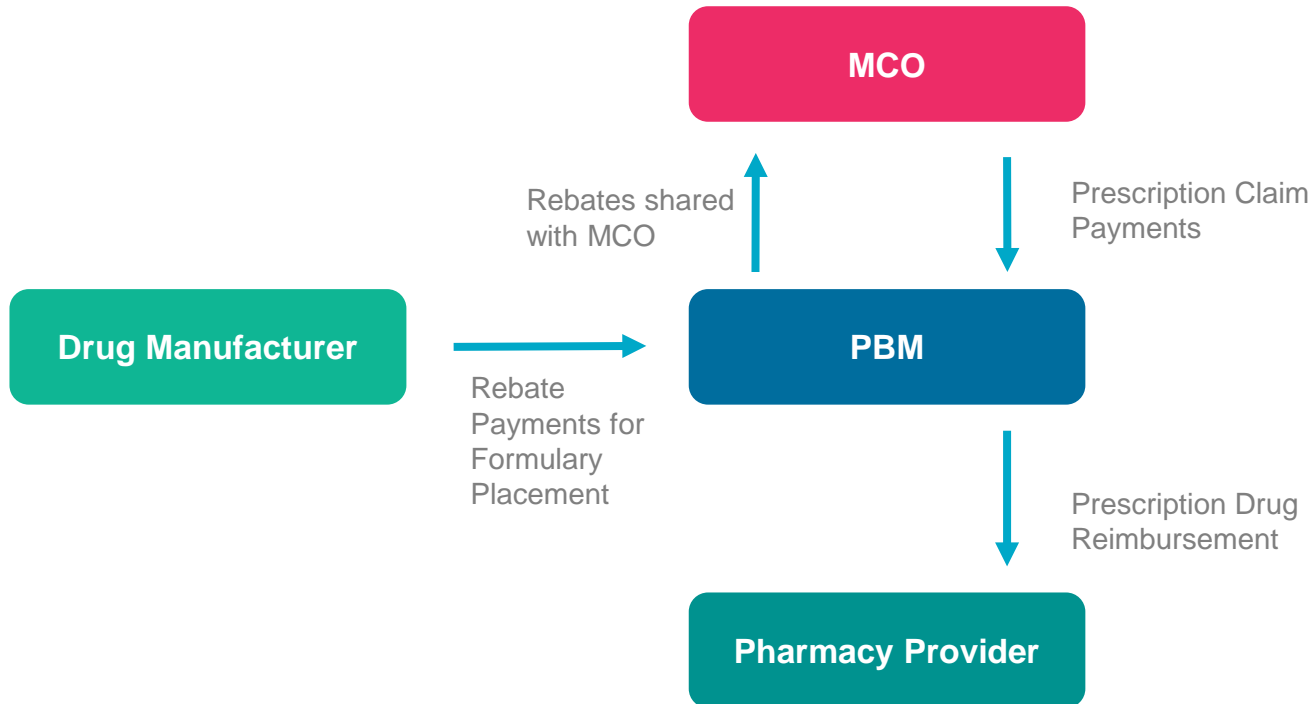 MCO
Rebates shared
with MCO
Prescription Claim
Payments
Drug Manufacturer
PBM
Rebate
Payments for
Formulary
Placement
Prescription Drug
Reimbursement
Pharmacy Provider